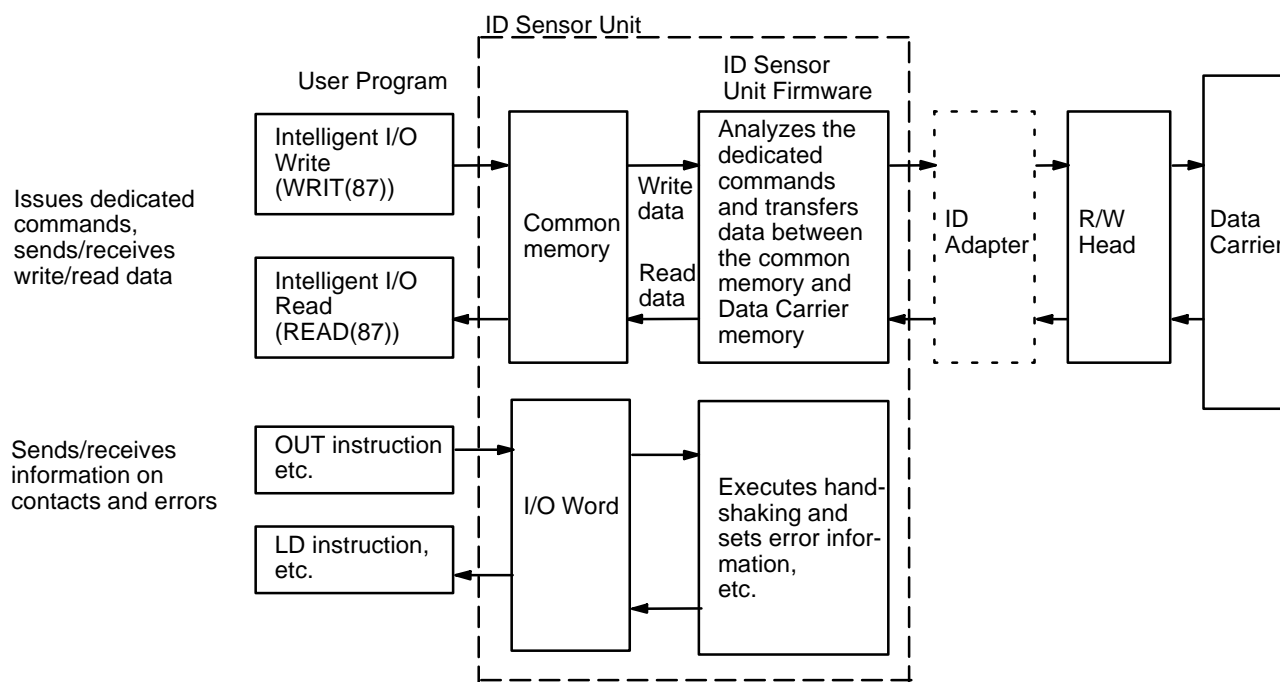 ID Sensor Unit
User Program
ID Sensor
Unit Firmware
Issues dedicated
commands,
sends/receives
write/read data
Intelligent I/O
Write
(WRIT(87))
Intelligent I/O
Read
(READ(87))
Common
memory
Write
data
Read
data
Analyzes the
dedicated
commands
and transfers
data between
the common
memory and
Data Carrier
memory
ID
Adapter
R/W
Head
Data
Carrier
Sends/receives
information on
contacts and errors
OUT instruction
etc.
LD instruction,
etc.
I/O Word
Executes hand-
shaking and
sets error infor-
mation,
etc.